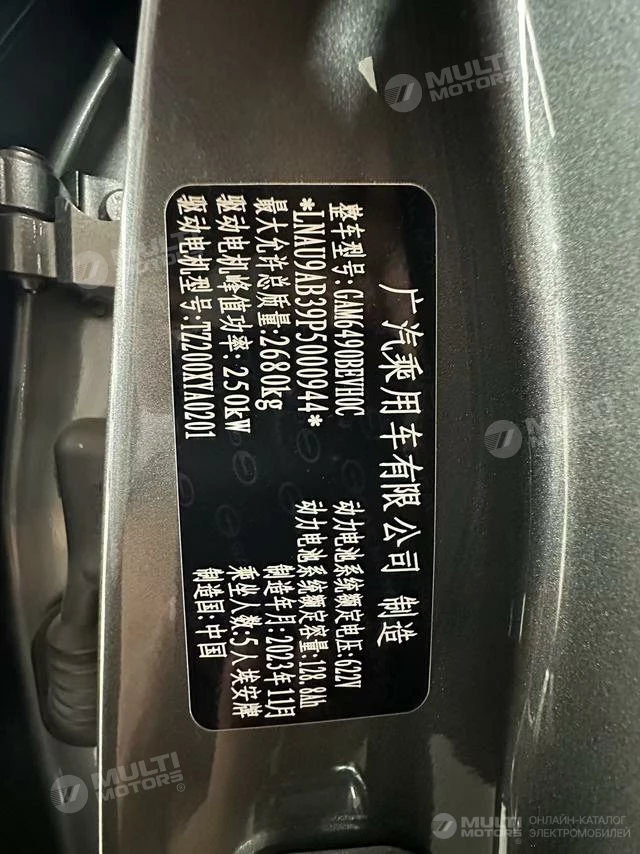 广汽乘用车有限公司 制造
整车型号:GAM6490BEVH0C
*LNAU9AB39P5000944*
最大允许总质量:2680kg
驱动电机峰值功率:250kW
驱动电机型号:TZ200XYA0201
动力电池系统额定电压:622V
动力电池系统额定容量:128.8Ah
制造年月:2023年11月
乘坐人数:5人 埃安牌
制造国:中国
MULTI
MOTORS
MULTI
MOTORS®
MULTI
MOTORS®
ОНЛАЙН-КАТАЛОГ
ЭЛЕКТРОМОБИЛЕЙ